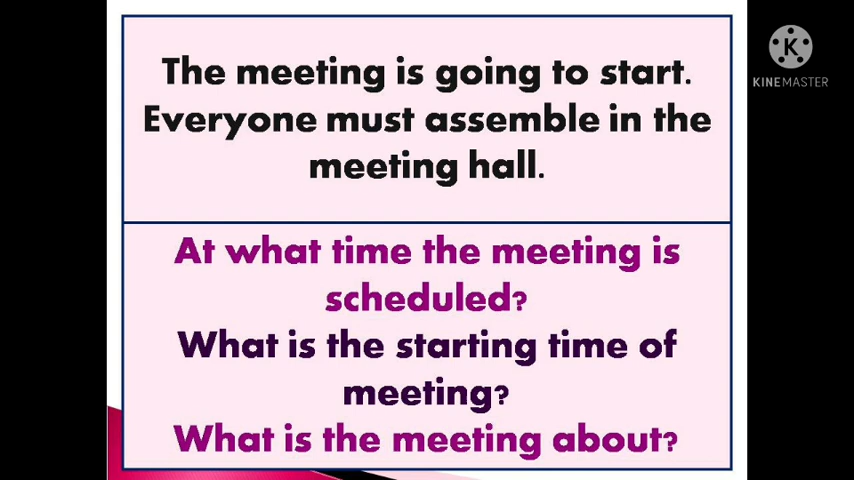 The meeting is going to start.
Everyone must assemble in the
meeting hall.
At what time the meeting is
scheduled?
What is the starting time of
meeting?
What is the meeting about?
K
KINEMASTER